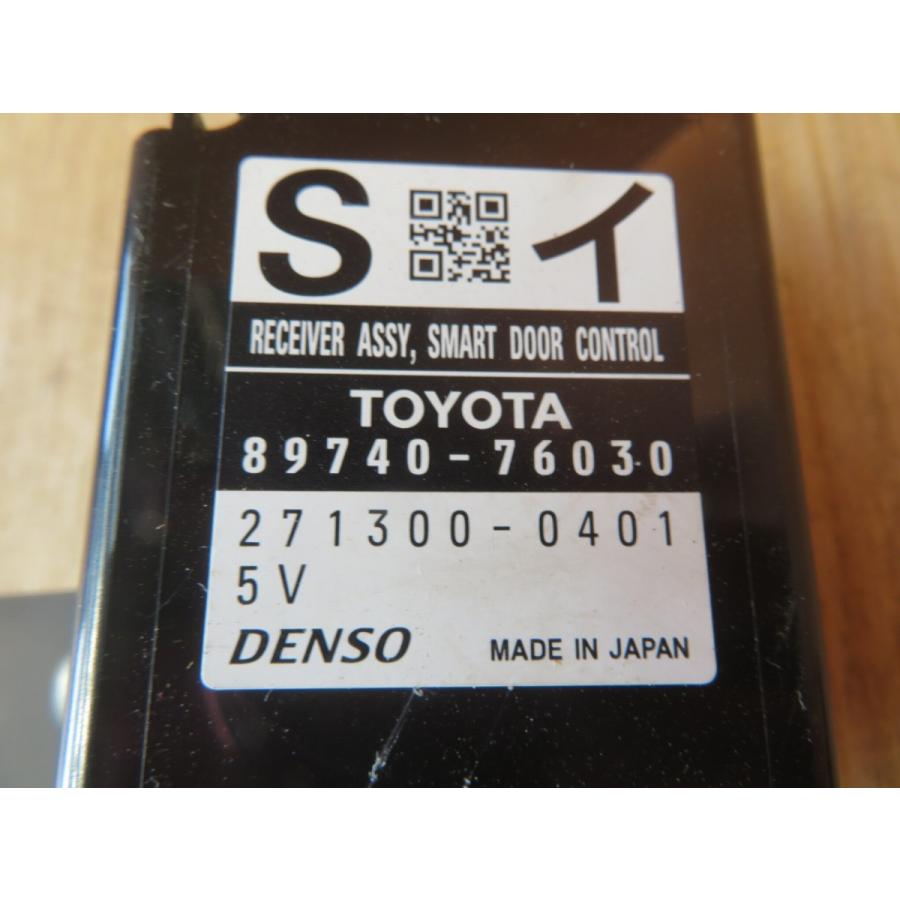 S イ
RECEIVER ASSY, SMART DOOR CONTROL
TOYOTA
89740-76030
271300-0401
5V
DENSO MADE IN JAPAN